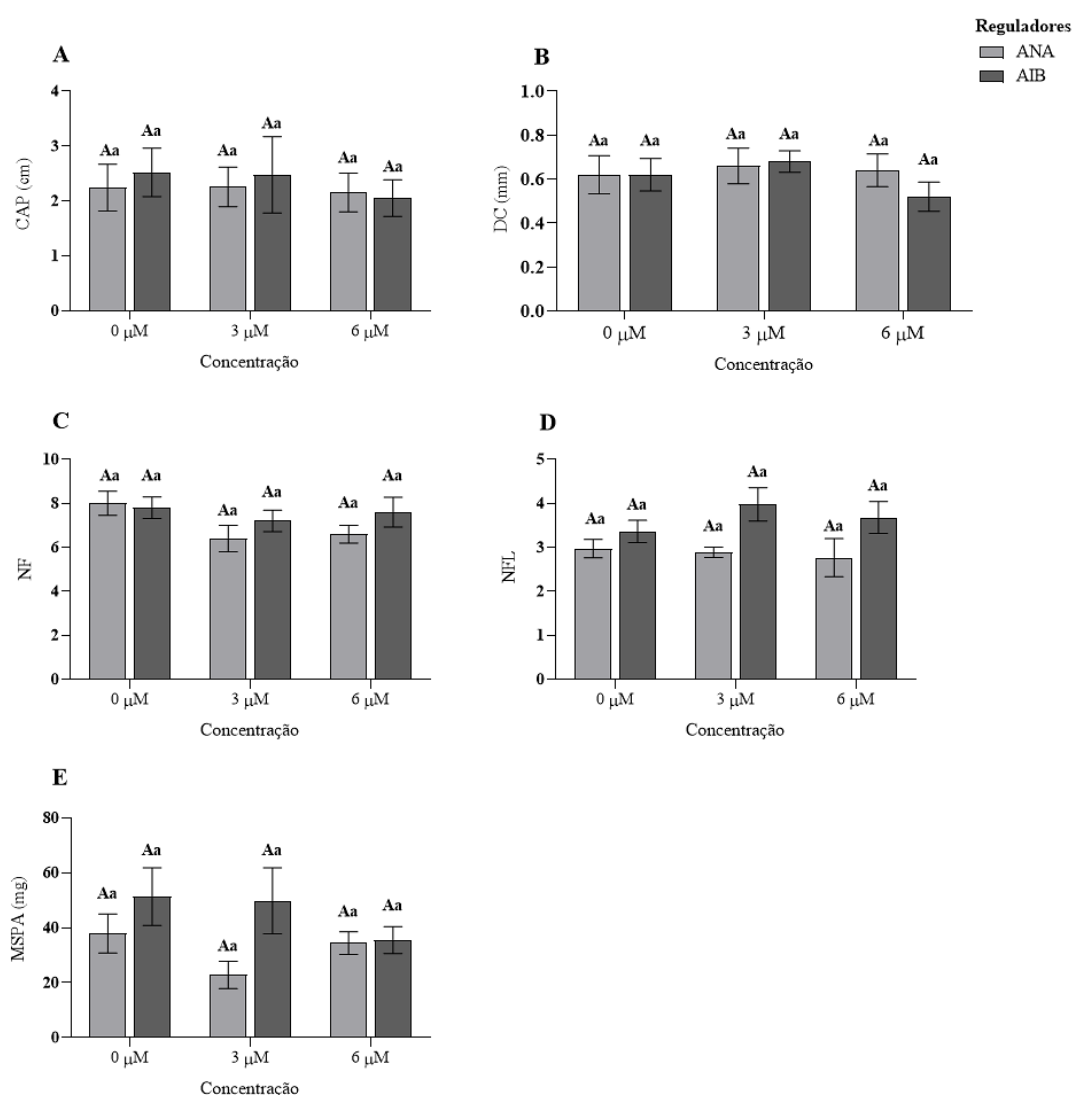 Reguladores
ANA
AIB
A
CAP (cm)
4
3
2
1
0
Aa Aa Aa Aa Aa Aa
0 μM 3 μM 6 μM
Concentração
B
DC (mm)
1.0
0.8
0.6
0.4
0.2
0.0
Aa Aa Aa Aa Aa Aa
0 μM 3 μM 6 μM
Concentração
C
NF
10
8
6
4
2
0
Aa Aa Aa Aa Aa Aa
0 μM 3 μM 6 μM
Concentração
D
NFL
5
4
3
2
1
0
Aa Aa Aa Aa Aa Aa
0 μM 3 μM 6 μM
Concentração
E
MSPA (mg)
80
60
40
20
0
Aa Aa Aa Aa Aa Aa
0 μM 3 μM 6 μM
Concentração